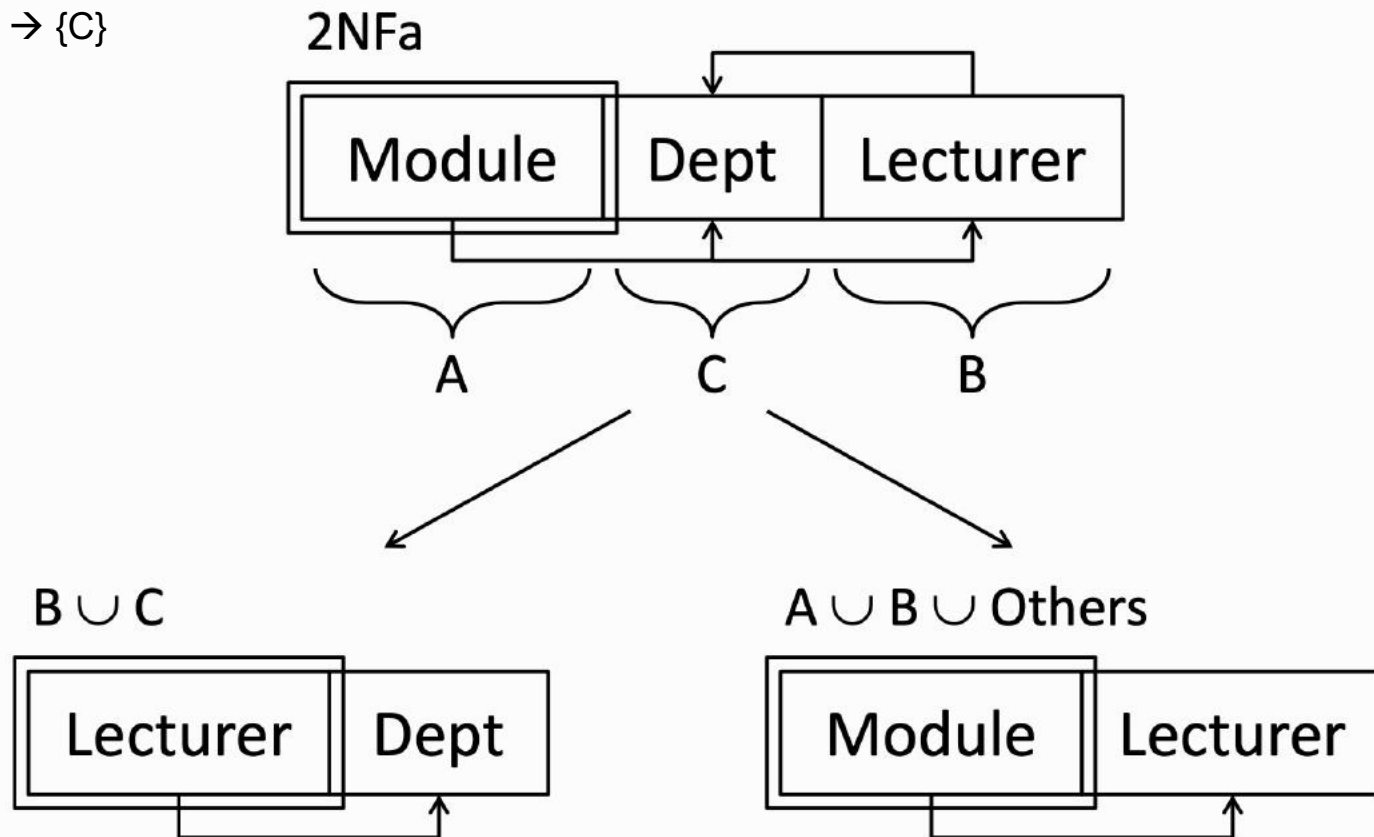 → {C}
2NFa
Module Dept Lecturer
A C B
B ∪ C
A ∪ B ∪ Others
Lecturer Dept
Module Lecturer